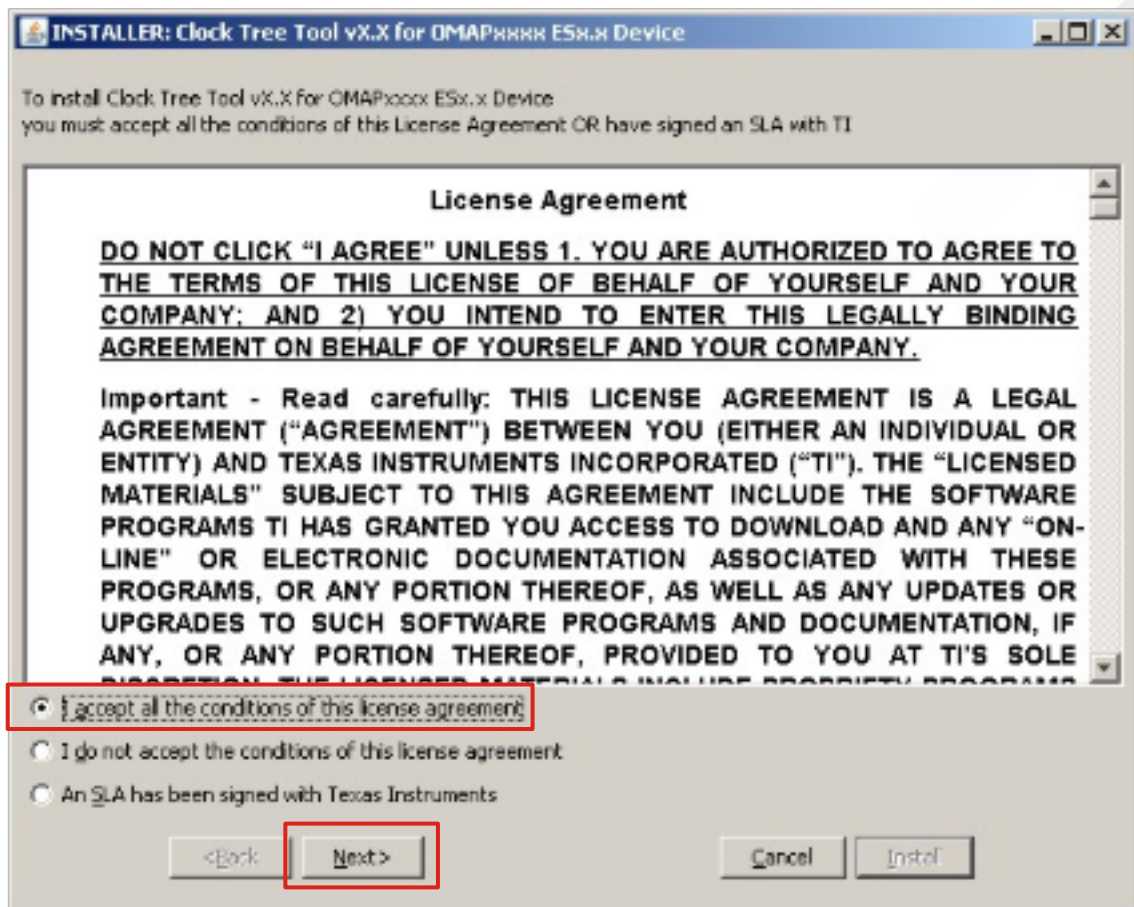 INSTALLER: Clock Tree Tool vX.X for OMAPxxxx ESx.x Device
To install Clock Tree Tool vX.X for OMAPxxxx ESx.x Device
you must accept all the conditions of this License Agreement OR have signed an SLA with TI
License Agreement
DO NOT CLICK “I AGREE” UNLESS 1. YOU ARE AUTHORIZED TO AGREE TO
THE TERMS OF THIS LICENSE OF BEHALF OF YOURSELF AND YOUR
COMPANY; AND 2) YOU INTEND TO ENTER THIS LEGALLY BINDING
AGREEMENT ON BEHALF OF YOURSELF AND YOUR COMPANY.
Important - Read carefully: THIS LICENSE AGREEMENT IS A LEGAL
AGREEMENT (“AGREEMENT”) BETWEEN YOU (EITHER AN INDIVIDUAL OR
ENTITY) AND TEXAS INSTRUMENTS INCORPORATED (“TI”). THE “LICENSED
MATERIALS” SUBJECT TO THIS AGREEMENT INCLUDE THE SOFTWARE
PROGRAMS TI HAS GRANTED YOU ACCESS TO DOWNLOAD AND ANY “ON-
LINE” OR ELECTRONIC DOCUMENTATION ASSOCIATED WITH THESE
PROGRAMS, OR ANY PORTION THEREOF, AS WELL AS ANY UPDATES OR
UPGRADES TO SUCH SOFTWARE PROGRAMS AND DOCUMENTATION, IF
ANY, OR ANY PORTION THEREOF, PROVIDED TO YOU AT TI'S SOLE
DISCRETION. THE LICENSED MATERIALS INCLUDE PROPRIETY PROGRAMS
I accept all the conditions of this license agreement
I do not accept the conditions of this license agreement
An SLA has been signed with Texas Instruments
<Back Next> Cancel Install